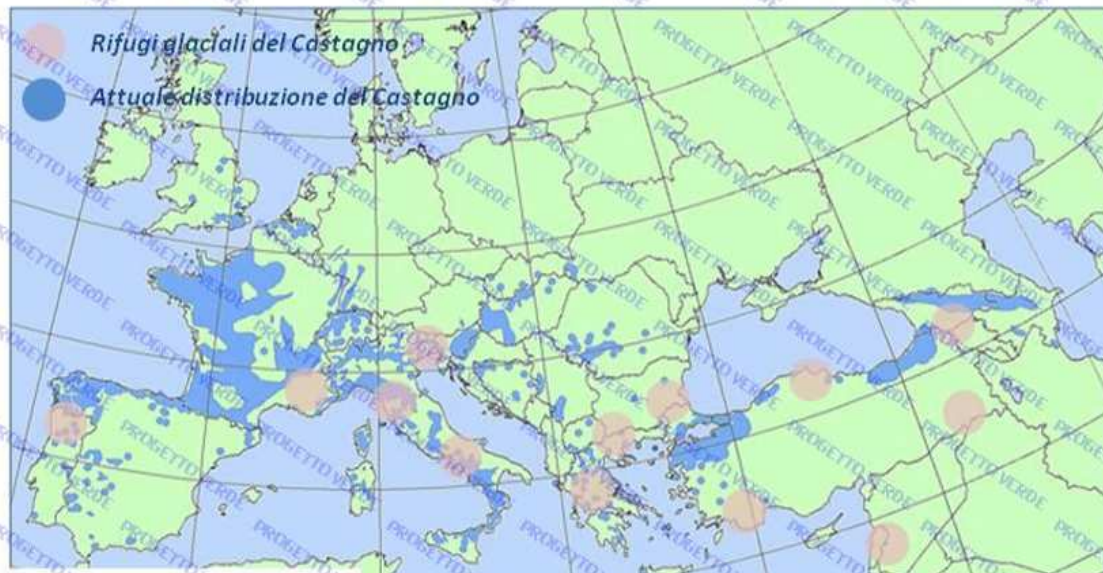 Rifugi glaciali del Castagno
Attuale distribuzione del Castagno
PROGETTO VERDE